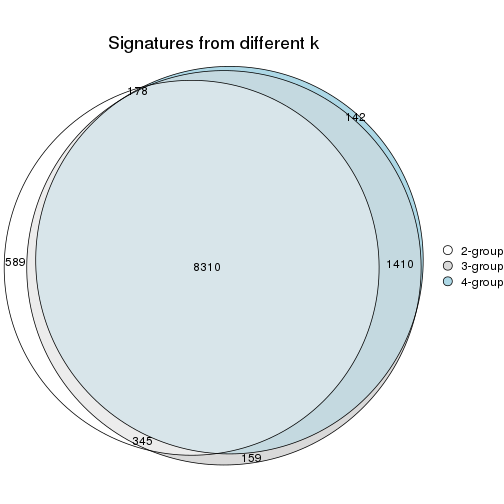 Signatures from different k
178
142
589
8310
1410
345
159
2-group
3-group
4-group